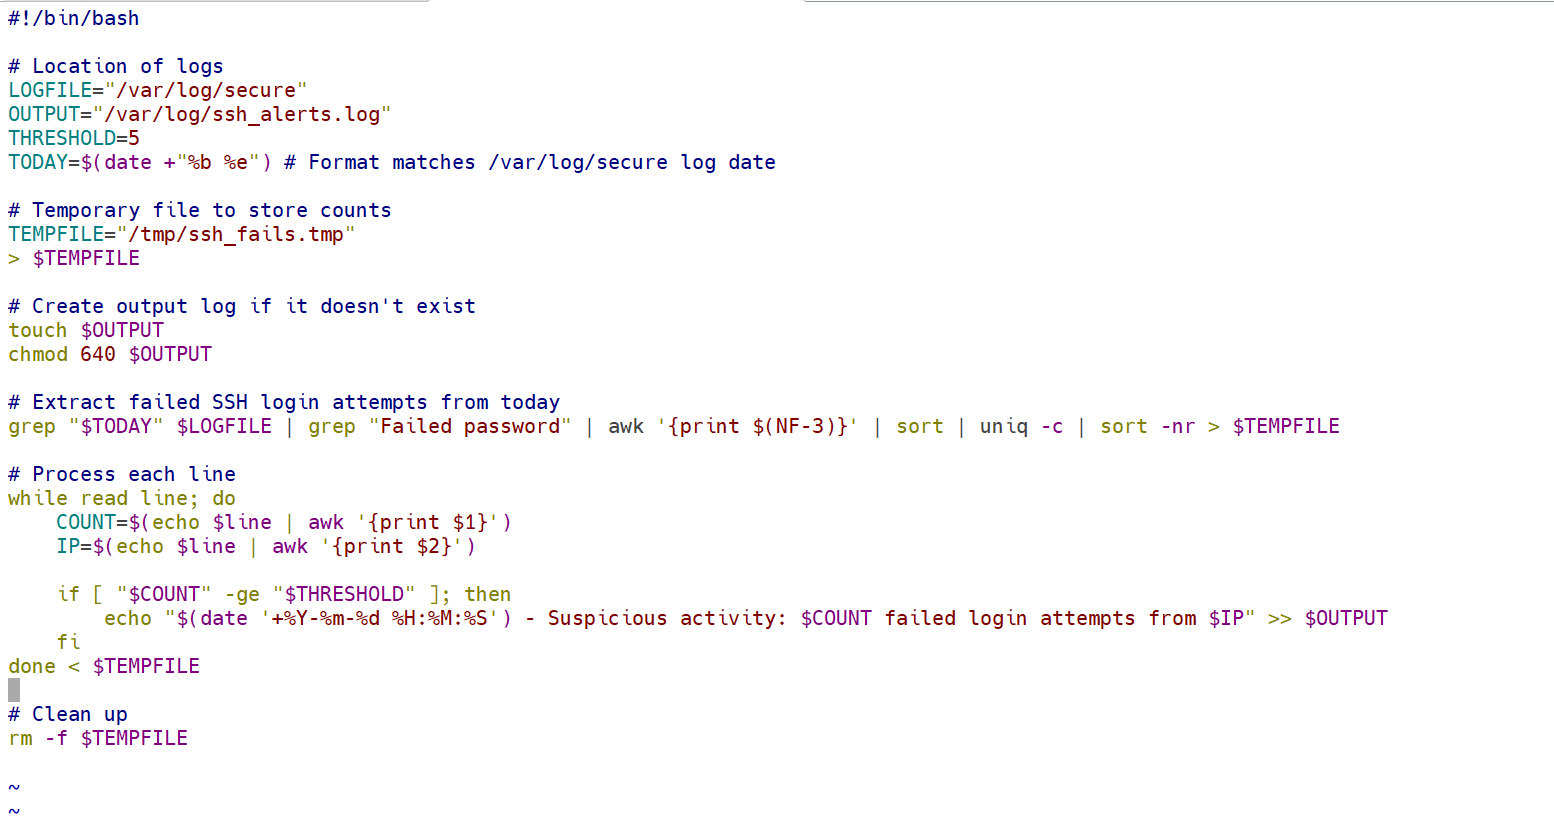 #!/bin/bash

# Location of logs
LOGFILE="/var/log/secure"
OUTPUT="/var/log/ssh_alerts.log"
THRESHOLD=5
TODAY=$(date +"%b %e") # Format matches /var/log/secure log date

# Temporary file to store counts
TEMPFILE="/tmp/ssh_fails.tmp"
> $TEMPFILE

# Create output log if it doesn't exist
touch $OUTPUT
chmod 640 $OUTPUT

# Extract failed SSH login attempts from today
grep "$TODAY" $LOGFILE | grep "Failed password" | awk '{print $(NF-3)}' | sort | uniq -c | sort -nr > $TEMPFILE

# Process each line
while read line; do
    COUNT=$(echo $line | awk '{print $1}')
    IP=$(echo $line | awk '{print $2}')

    if [ "$COUNT" -ge "$THRESHOLD" ]; then
        echo "$(date '+%Y-%m-%d %H:%M:%S') - Suspicious activity: $COUNT failed login attempts from $IP" >> $OUTPUT
    fi
done < $TEMPFILE

# Clean up
rm -f $TEMPFILE

~
~